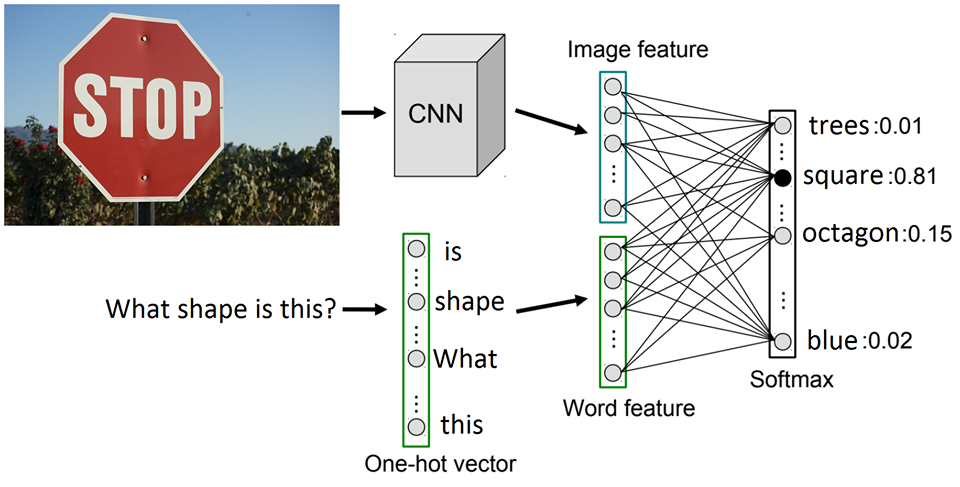 STOP
CNN
Image feature
trees:0.01
square:0.81
octagon:0.15
blue:0.02
Softmax
What shape is this?
is
shape
What
this
One-hot vector
Word feature